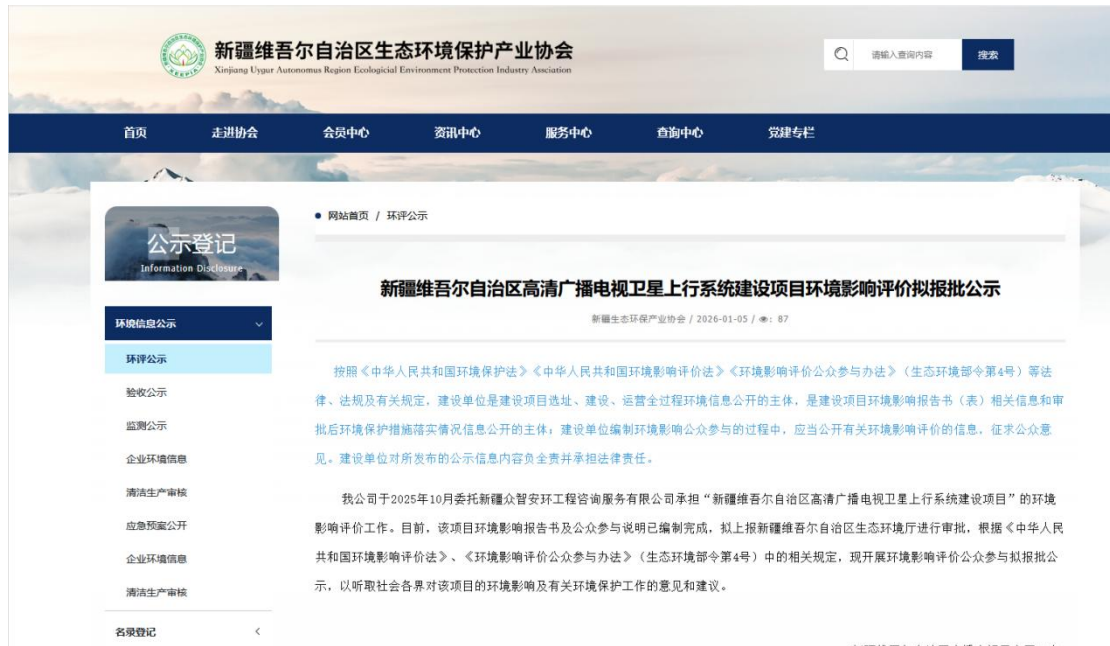 新疆维吾尔自治区生态环境保护产业协会
Xinjiang Uygur Autonomus Region Ecologicial Environment Protection Industry Assciation
请输入查询内容
搜索
首页
走进协会
会员中心
资讯中心
服务中心
查询中心
党建专栏
公示登记
Information Disclosure
● 网站首页 / 环评公示
新疆维吾尔自治区高清广播电视卫星上行系统建设项目环境影响评价拟报批公示
新疆生态环保产业协会 / 2026-01-05 / : 87
环境信息公示
环评公示
验收公示
监测公示
企业环境信息
清洁生产审核
应急预案公开
企业环境信息
清洁生产审核
名录登记
按照《中华人民共和国环境保护法》《中华人民共和国环境影响评价法》《环境影响评价公众参与办法》（生态环境部令第4号）等法
律、法规及有关规定，建设单位是建设项目选址、建设、运营全过程环境信息公开的主体，是建设项目环境影响报告书（表）相关信息和审
批后环境保护措施落实情况信息公开的主体；建设单位编制环境影响公众参与的过程中，应当公开有关环境影响评价的信息，征求公众意
见。建设单位对所发布的公示信息内容负全责并承担法律责任。
我公司于2025年10月委托新疆众智安环工程咨询服务有限公司承担“新疆维吾尔自治区高清广播电视卫星上行系统建设项目”的环境
影响评价工作。目前，该项目环境影响报告书及公众参与说明已编制完成，拟上报新疆维吾尔自治区生态环境厅进行审批，根据《中华人民
共和国环境影响评价法》、《环境影响评价公众参与办法》（生态环境部令第4号）中的相关规定，现开展环境影响评价公众参与拟报批公
示，以听取社会各界对该项目的环境影响及有关环境保护工作的意见和建议。